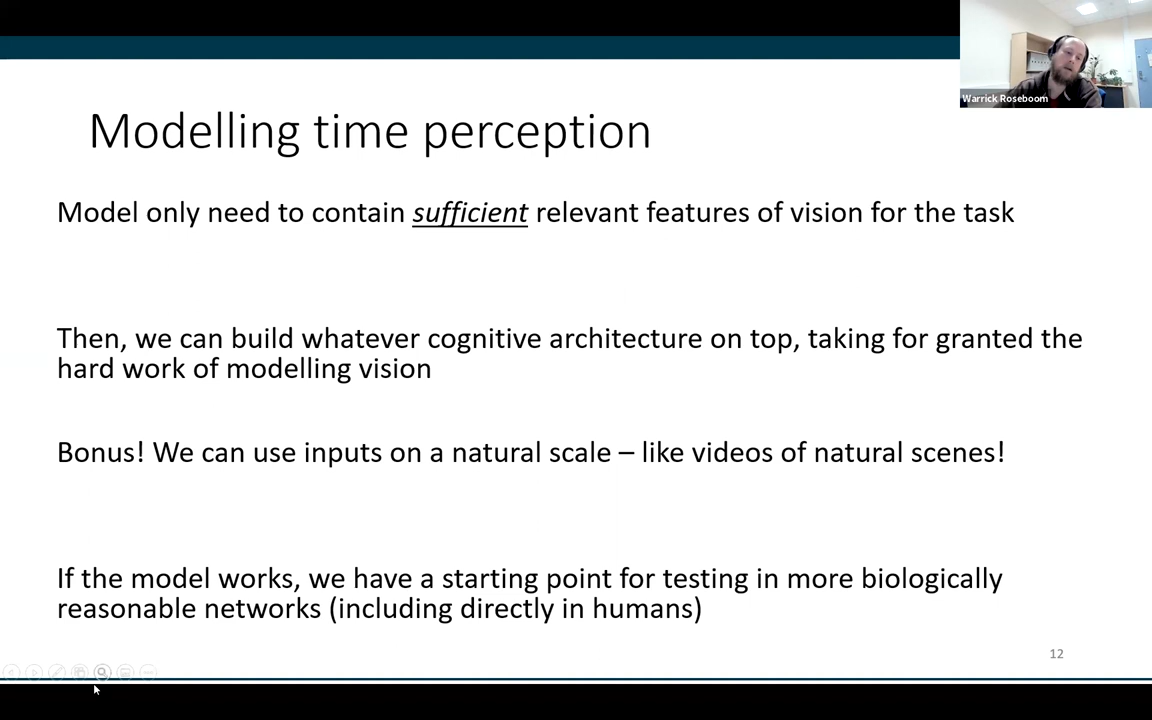 Warrick Roseboom
Modelling time perception
Model only need to contain sufficient relevant features of vision for the task
Then, we can build whatever cognitive architecture on top, taking for granted the
hard work of modelling vision
Bonus! We can use inputs on a natural scale – like videos of natural scenes!
If the model works, we have a starting point for testing in more biologically
reasonable networks (including directly in humans)
12